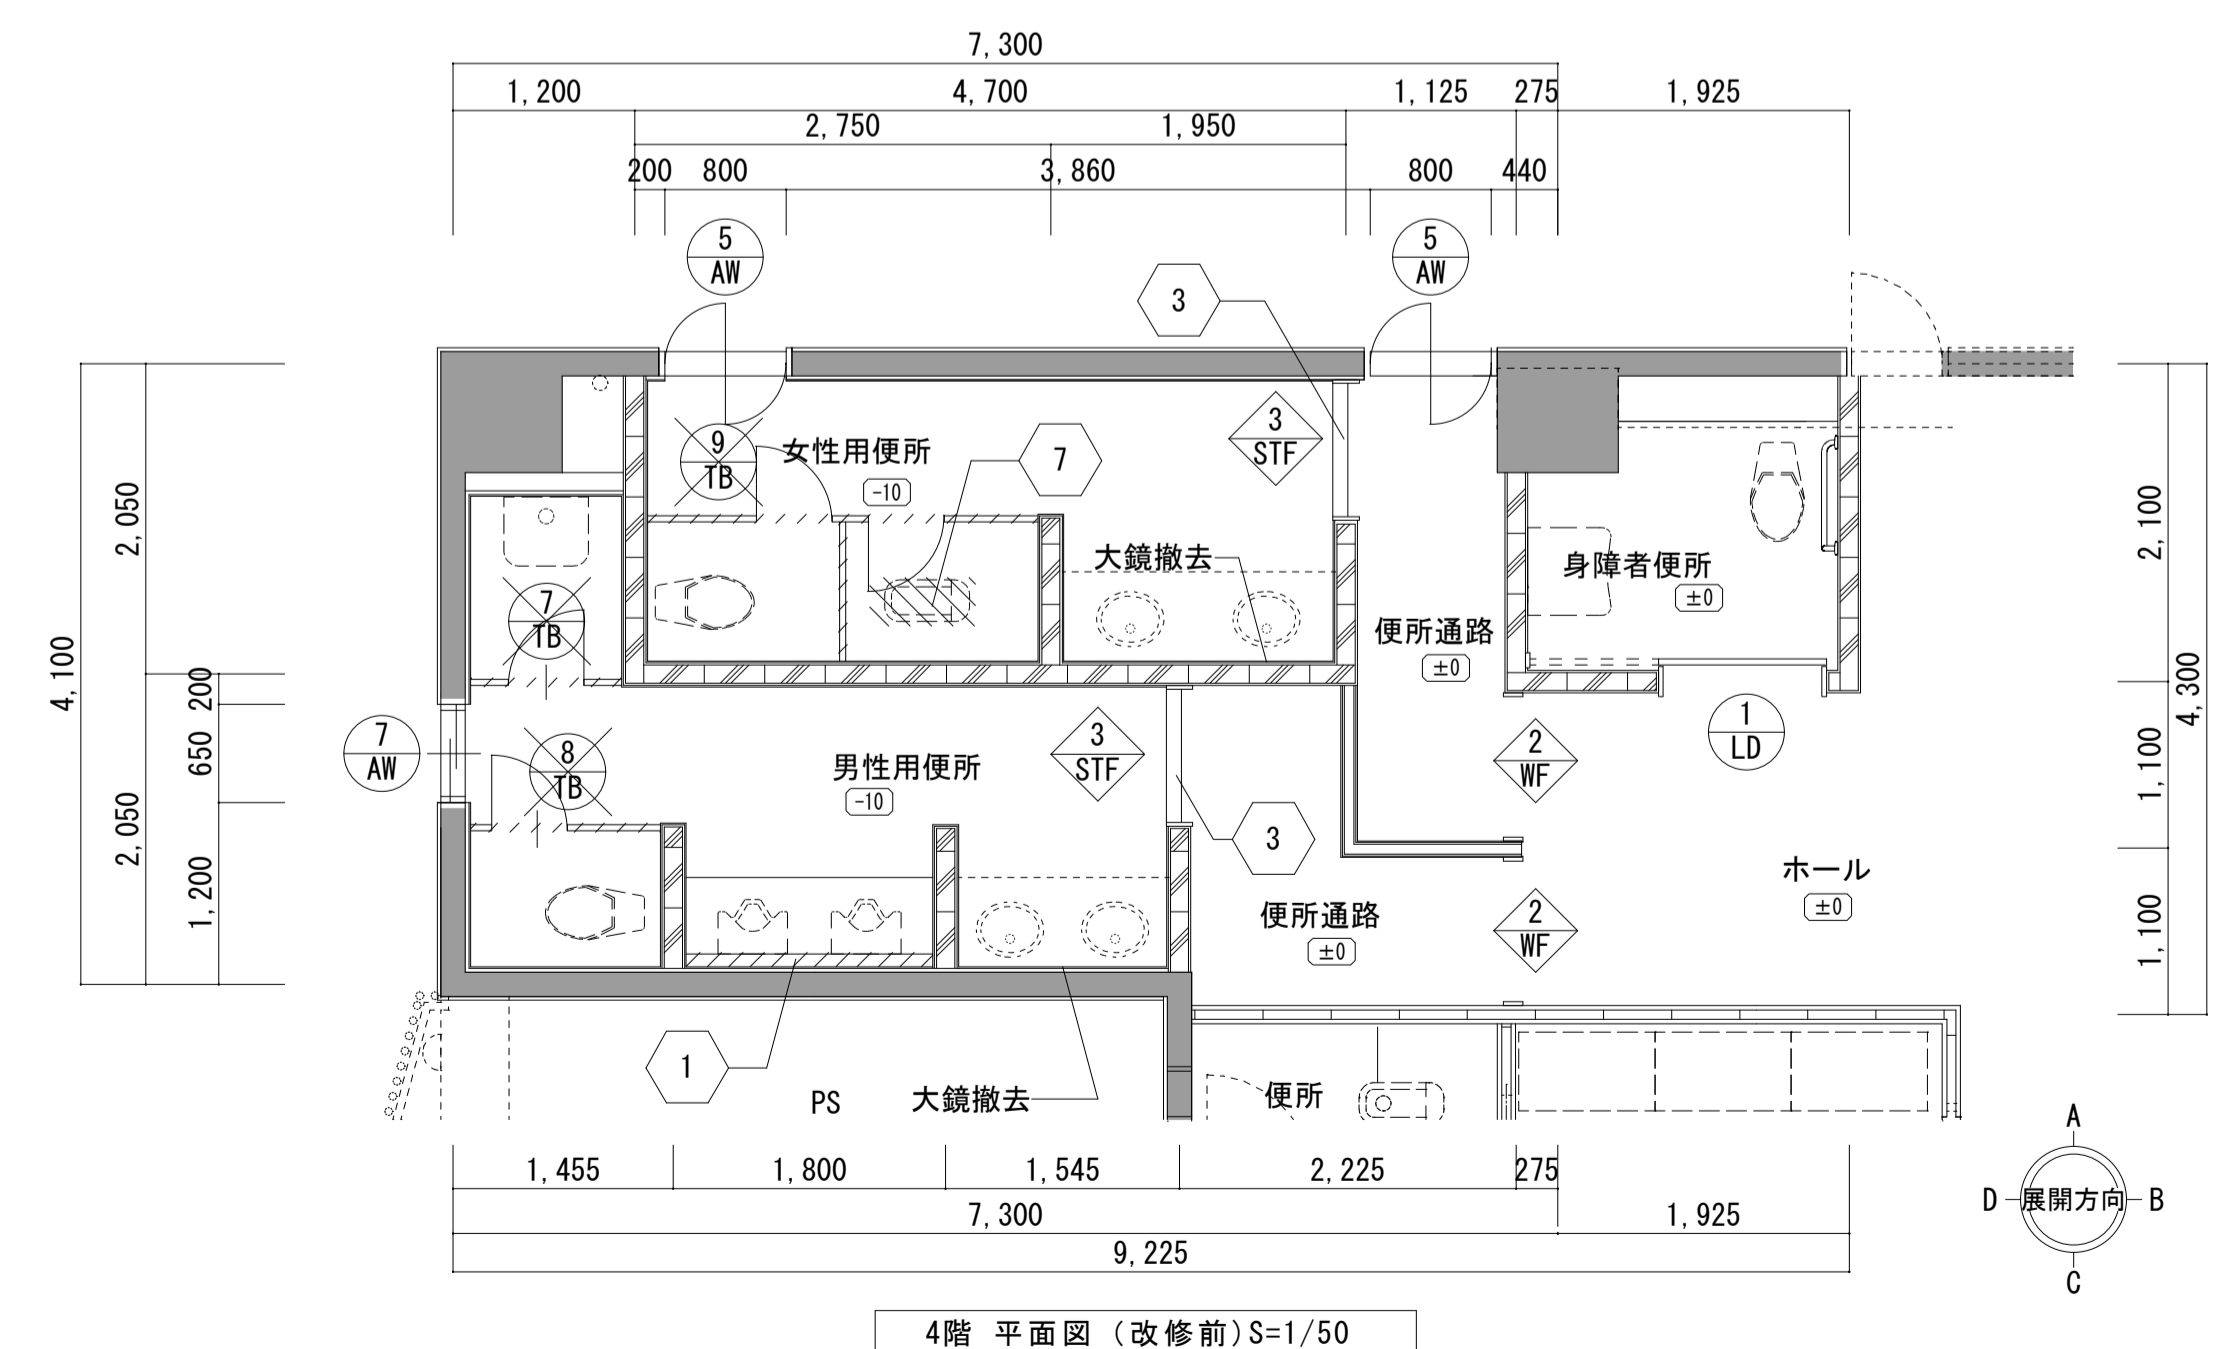 7,300
1,200 4,700 1,125 275 1,925
2,750 1,950
200 800 3,860 800 440
5
AW
5
AW
3
9
TB
女性用便所
-10
7
3
STF
大鏡撤去
身障者便所
±0
便所通路
±0
7
TB
1
LD
7
AW
8
TB
男性用便所
-10
3
STF
3
2
WF
2
WF
便所通路
±0
ホール
±0
1
PS
大鏡撤去
便所
4,100
2,050
2,050
200
650
1,200
2,100
1,100
1,100
4,300
1,455 1,800 1,545 2,225 275
7,300 1,925
9,225
A
D 展開方向 B
C
4階 平面図 (改修前)S=1/50